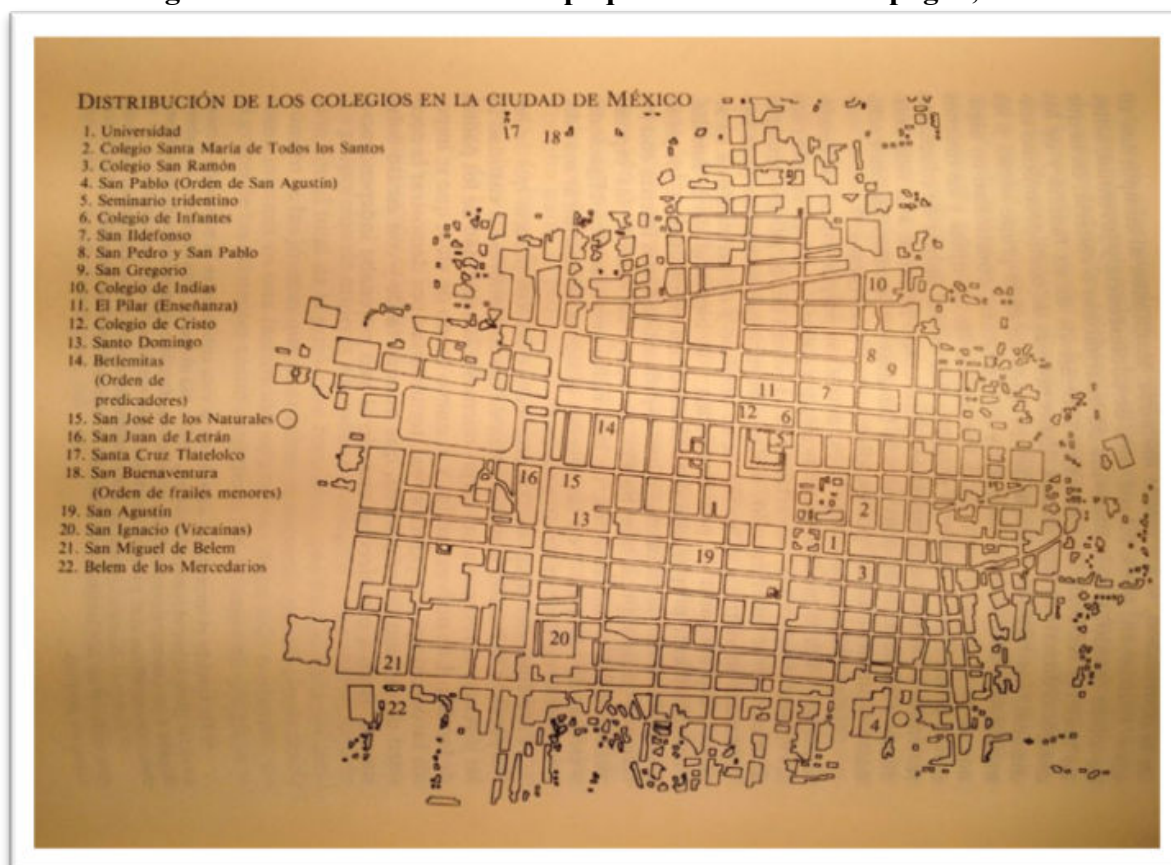 DISTRIBUCIÓN DE LOS COLEGIOS EN LA CIUDAD DE MÉXICO
1. Universidad
2. Colegio Santa María de Todos los Santos
3. Colegio San Ramón
4. San Pablo (Orden de San Agustín)
5. Seminario tridentino
6. Colegio de Infantes
7. San Ildefonso
8. San Pedro y San Pablo
9. San Gregorio
10. Colegio de Indias
11. El Pilar (Enseñanza)
12. Colegio de Cristo
13. Santo Domingo
14. Betlemitas
(Orden de
predicadores)
15. San José de los Naturales
16. San Juan de Letrán
17. Santa Cruz Tlatelolco
18. San Buenaventura
(Orden de frailes menores)
19. San Agustín
20. San Ignacio (Vizcaínas)
21. San Miguel de Belem
22. Belem de los Mercedarios
17 18
10
8
9
11 7
12 6
14
16 15
1 2
13
1
19
3
20
21
22
4